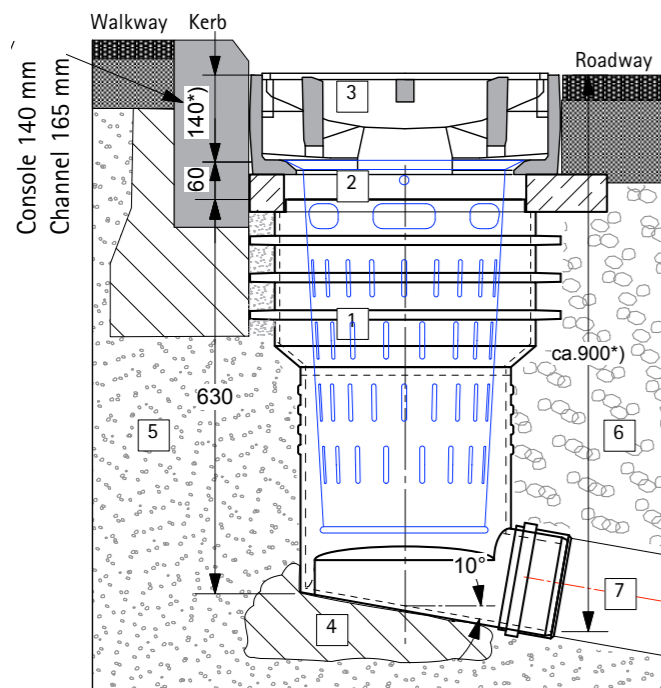 Walkway
Kerb
Roadway
Console 140 mm
Channel 165 mm
140*)
60
630
ca.900*)
10°
3
2
1
5
6
4
7